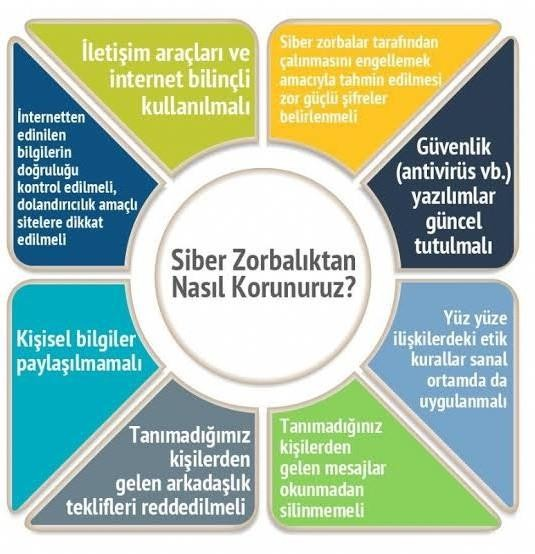 İletişim araçları ve
internet bilinçli
kullanılmalı
Siber zorbalar tarafından
çalınmasını engellemek
amacıyla tahmin edilmesi
zor güçlü şifreler
belirlenmeli
Güvenlik
(antivirüs vb.)
yazılımlar
güncel
tutulmalı
Yüz yüze
ilişkilerdeki etik
kurallar sanal
ortamda da
uygulanmalı
Tanımadığınız
kişilerden
gelen mesajlar
okunmadan
silinmemeli
Tanımadığımız
kişilerden
gelen arkadaşlık
teklifleri reddedilmeli
Kişisel bilgiler
paylaşılmamalı
İnternetten
edinilen
bilgilerin
doğruluğu
kontrol edilmeli,
dolandırıcılık amaçlı
sitelere dikkat
edilmeli
Siber Zorbalıktan
Nasıl Korunuruz?